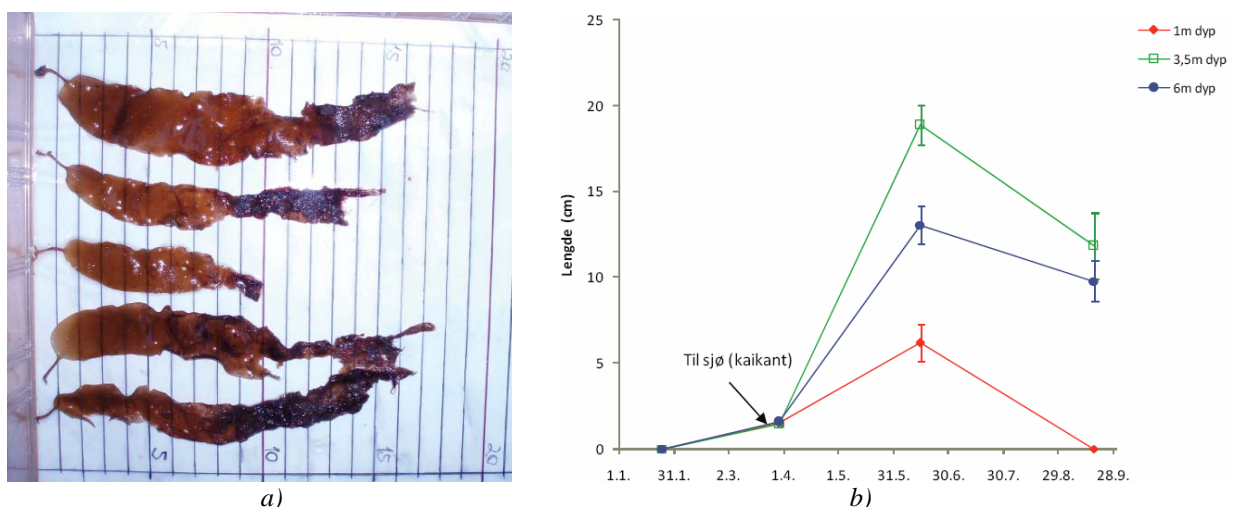 5
10
15
20
5
10
15
20
a)
25
20
15
10
5
0
Lengde (cm)
Til sjø (kaikant)
1m dyp
3,5m dyp
6m dyp
1.1. 31.1. 2.3. 1.4. 1.5. 31.5. 30.6. 30.7. 29.8. 28.9.
b)